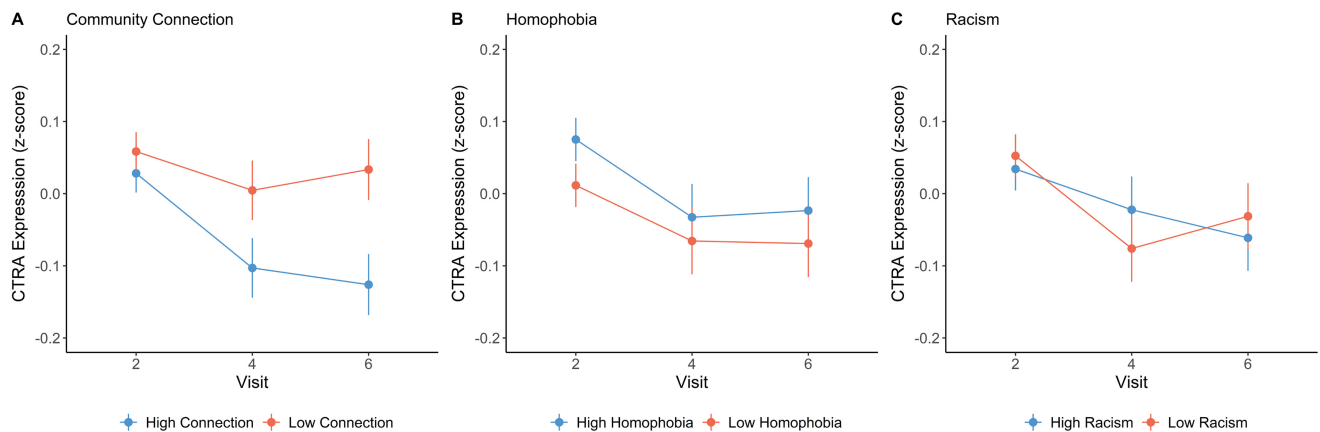 A Community Connection
CTRA Expresssion (z-score)
0.2
0.1
0.0
-0.1
-0.2
2 4 6
Visit
High Connection Low Connection
B Homophobia
CTRA Expresssion (z-score)
0.2
0.1
0.0
-0.1
-0.2
2 4 6
Visit
High Homophobia Low Homophobia
C Racism
CTRA Expresssion (z-score)
0.2
0.1
0.0
-0.1
-0.2
2 4 6
Visit
High Racism Low Racism